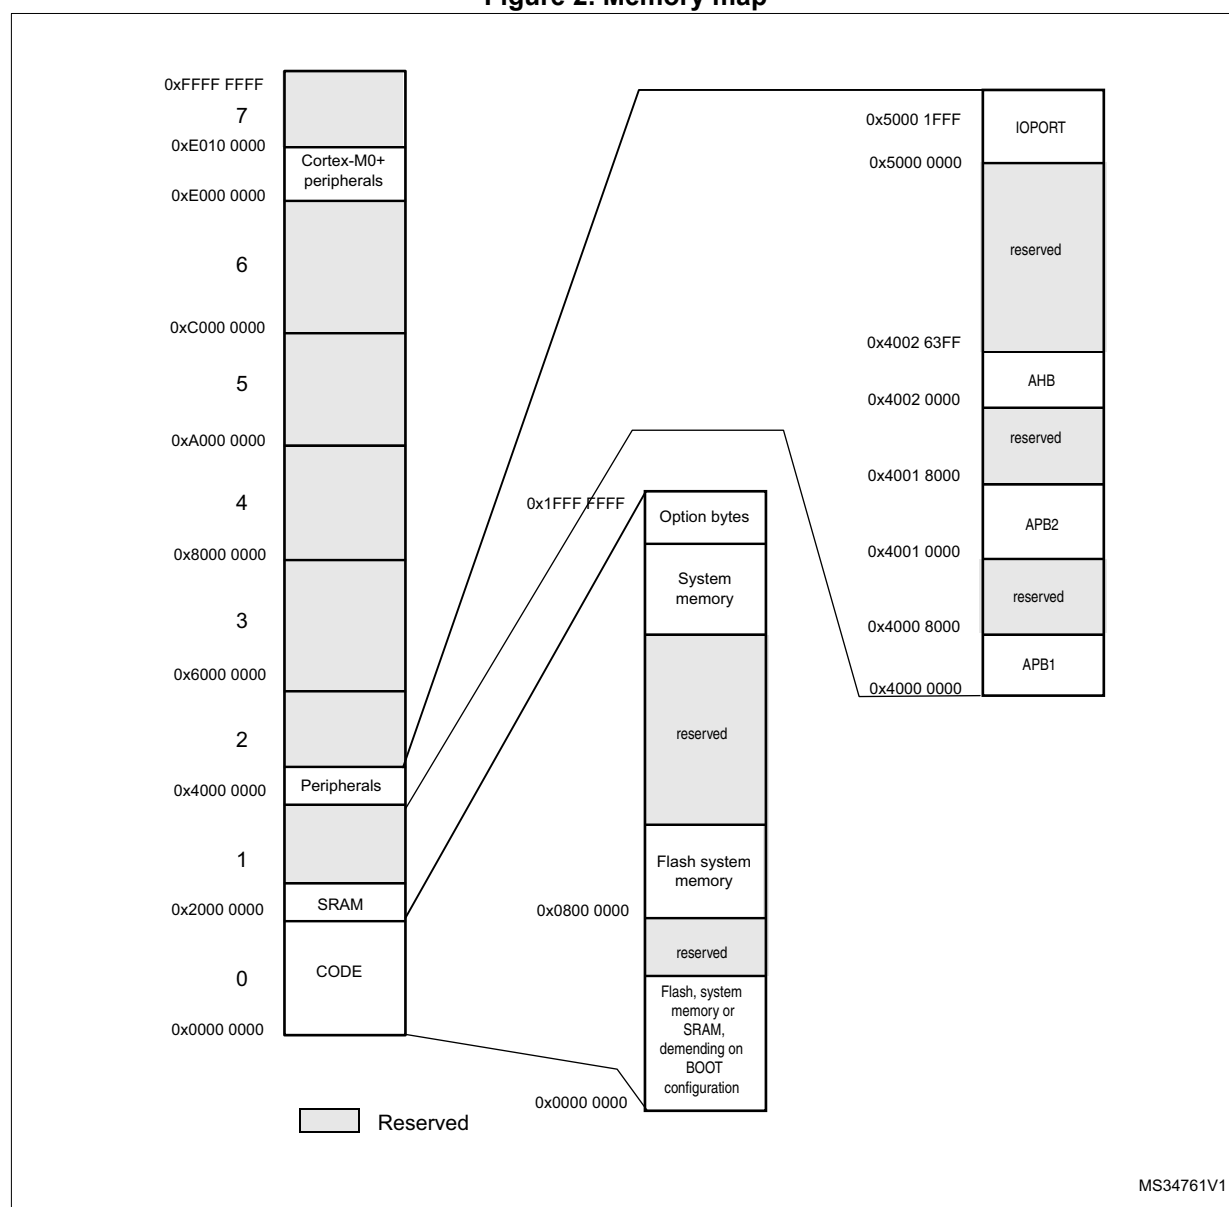 Figure 2. Memory map
0xFFFF FFFF
7
0xE010 0000
Cortex-M0+
peripherals
0xE000 0000
6
0xC000 0000
5
0xA000 0000
4
0x8000 0000
3
0x6000 0000
2
Peripherals
0x4000 0000
1
SRAM
0x2000 0000
CODE
0
0x0000 0000
0x1FFF FFFF
Option bytes
System
memory
reserved
Flash system
memory
0x0800 0000
reserved
Flash, system
memory or
SRAM,
demending on
BOOT
configuration
0x0000 0000
0x5000 1FFF
IOPORT
0x5000 0000
reserved
0x4002 63FF
AHB
0x4002 0000
reserved
0x4001 8000
APB2
0x4001 0000
reserved
0x4000 8000
APB1
0x4000 0000
Reserved
MS34761V1